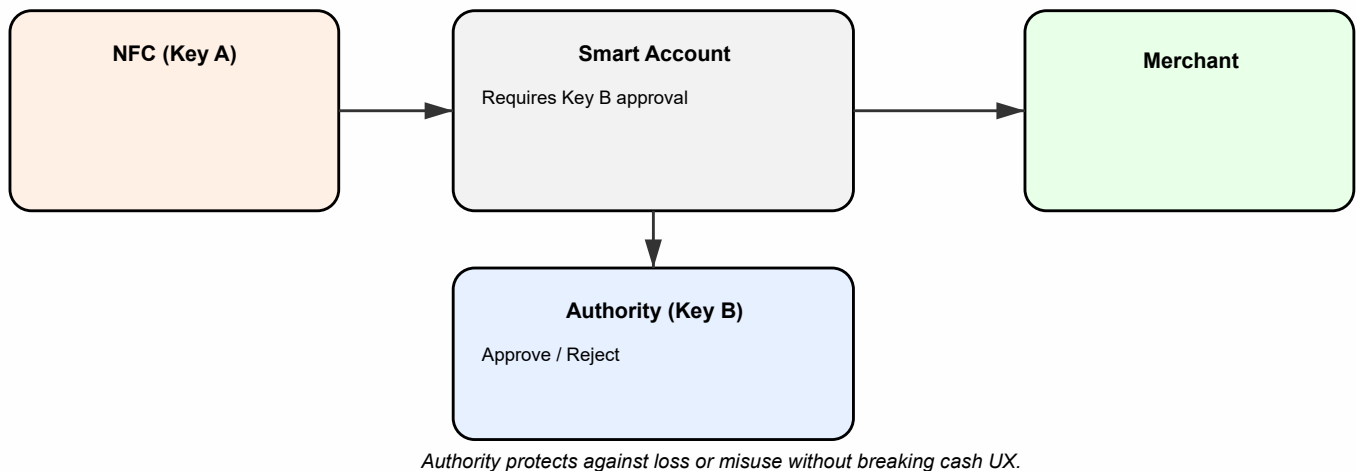 NFC (Key A)
Smart Account
Requires Key B approval
Merchant
Authority (Key B)
Approve / Reject
Authority protects against loss or misuse without breaking cash UX.